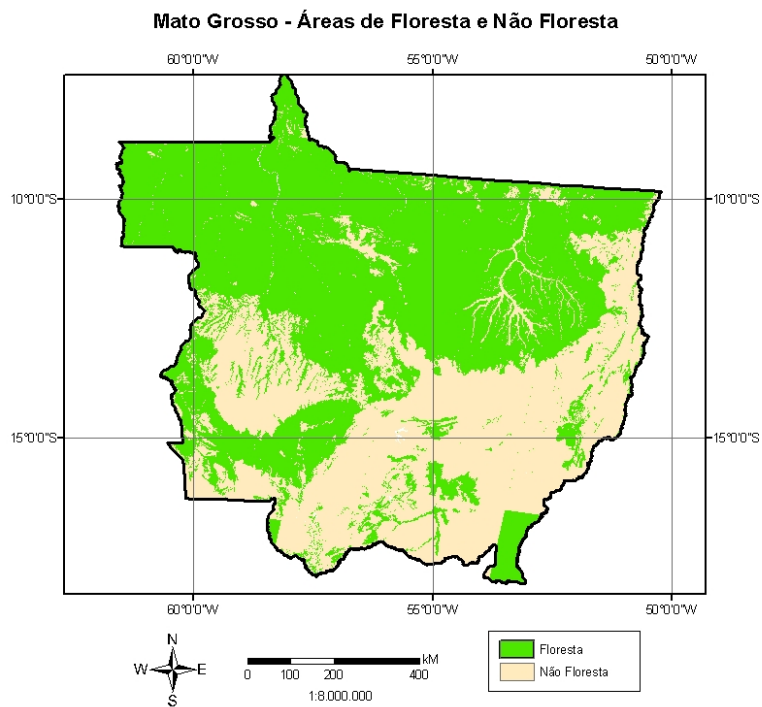 Mato Grosso - Áreas de Floresta e Não Floresta
60°0'0"W 55°0'0"W 50°0'0"W
10°0'0"S 10°0'0"S
15°0'0"S 15°0'0"S
60°0'0"W 55°0'0"W 50°0'0"W
N
W E
S
kM
0 100 200 400
1:8.000.000
Floresta
Não Floresta